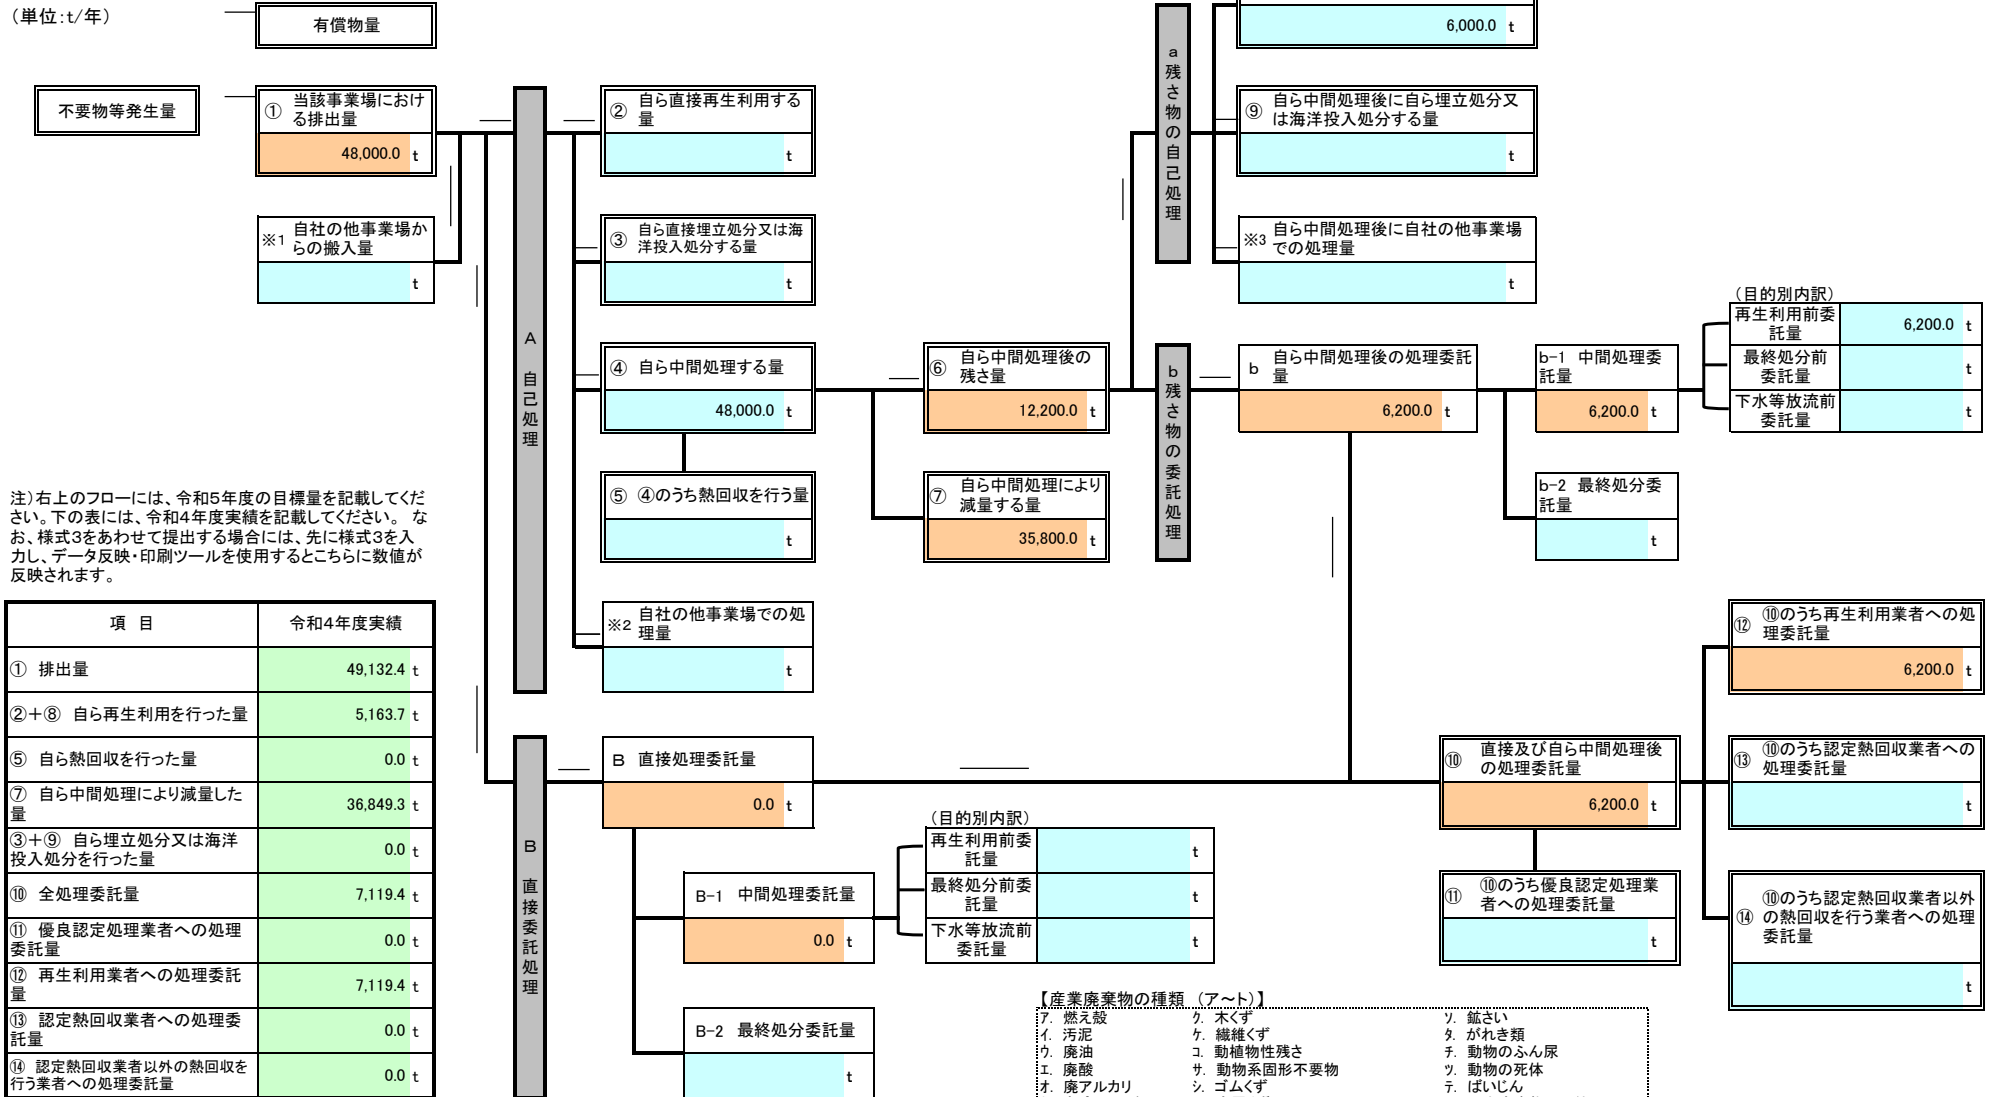 （単位：t/年）
有償物量
6,000.0 t
不要物等発生量
① 当該事業場におけ
る排出量
48,000.0 t
※1 自社の他事業場か
らの搬入量
t
A 自己処理
② 自ら直接再生利用する
量
t
③ 自ら直接埋立処分又は海
洋投入処分する量
t
④ 自ら中間処理する量
48,000.0 t
⑤ ④のうち熱回収を行う量
t
※2 自社の他事業場での処
理量
t
⑥ 自ら中間処理後の
残さ量
12,200.0 t
⑦ 自ら中間処理により
減量する量
35,800.0 t
a 残さ物の自己処理
⑨ 自ら中間処理後に自ら埋立処分又
は海洋投入処分する量
t
※3 自ら中間処理後に自社の他事業場
での処理量
t
b 残さ物の委託処理
b 自ら中間処理後の処理委託
量
6,200.0 t
b-1 中間処理委
託量
6,200.0 t
b-2 最終処分委
託量
t
（目的別内訳）
再生利用前委
託量
6,200.0 t
最終処分前
委託量
t
下水等放流前
委託量
t
注）右上のフローには、令和５年度の目標量を記載してくだ
さい。下の表には、令和４年度実績を記載してください。 な
お、様式３をあわせて提出する場合には、先に様式３を入
力し、データ反映・印刷ツールを使用するとこちらに数値が
反映されます。
項 目 令和４年度実績
① 排出量 49,132.4 t
②＋⑧ 自ら再生利用を行った量 5,163.7 t
⑤ 自ら熱回収を行った量 0.0 t
⑦ 自ら中間処理により減量した
量 36,849.3 t
③＋⑨ 自ら埋立処分又は海洋
投入処分を行った量 0.0 t
⑩ 全処理委託量 7,119.4 t
⑪ 優良認定処理業者への処理
委託量 0.0 t
⑫ 再生利用業者への処理委託
量 7,119.4 t
⑬ 認定熱回収業者への処理委
託量 0.0 t
⑭ 認定熱回収業者以外の熱回収を
行う業者への処理委託量 0.0 t
B 直接委託処理
B 直接処理委託量
0.0 t
B-1 中間処理委託量
0.0 t
B-2 最終処分委託量
t
（目的別内訳）
再生利用前委
託量
t
最終処分前委
託量
t
下水等放流前
委託量
t
⑩ 直接及び自ら中間処理後
の処理委託量
6,200.0 t
⑪ ⑩のうち優良認定処理業
者への処理委託量
t
⑫ ⑩のうち再生利用業者への処
理委託量
6,200.0 t
⑬ ⑩のうち認定熱回収業者への
処理委託量
t
⑭ ⑩のうち認定熱回収業者以外
の熱回収を行う業者への処理
委託量
t
【産業廃棄物の種類 （ア～ト）】
ア. 燃え殻 ク. 木くず ソ. 鉱さい
イ. 汚泥 ケ. 繊維くず タ. がれき類
ウ. 廃油 コ. 動植物性残さ チ. 動物のふん尿
エ. 廃酸 サ. 動物系固形不要物 ツ. 動物の死体
オ. 廃アルカリ シ. ゴムくず テ. ばいじん